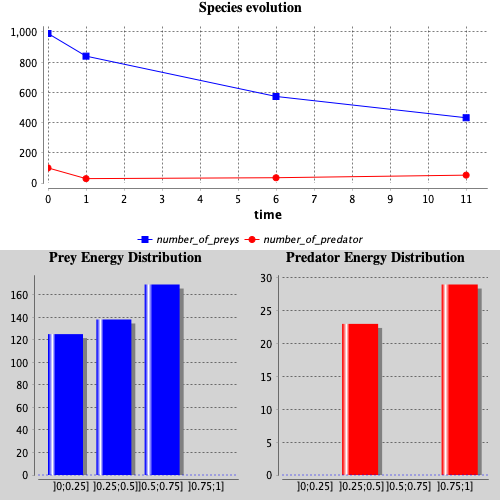 Species evolution
1,000
800
600
400
200
0
0 1 2 3 4 5 6 7 8 9 10 11
time
number_of_preys number_of_predator
Prey Energy Distribution
160
140
120
100
80
60
40
20
0
]0;0.25] ]0.25;0.5] ]0.5;0.75] ]0.75;1]
Predator Energy Distribution
30
25
20
15
10
5
0
]0;0.25] ]0.25;0.5] ]0.5;0.75] ]0.75;1]